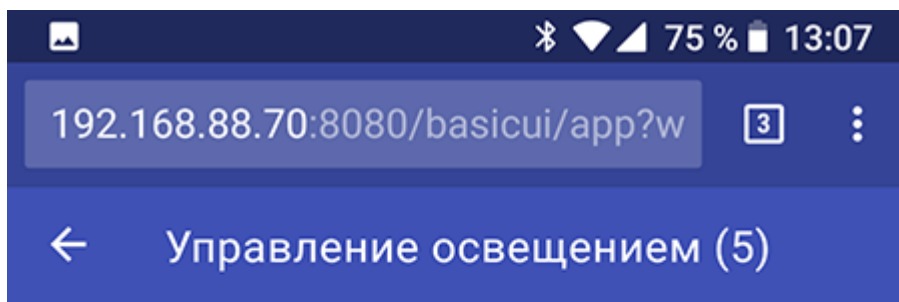 75 % 13:07
192.168.88.70:8080/basicui/app?w 3
Управление освещением (5)